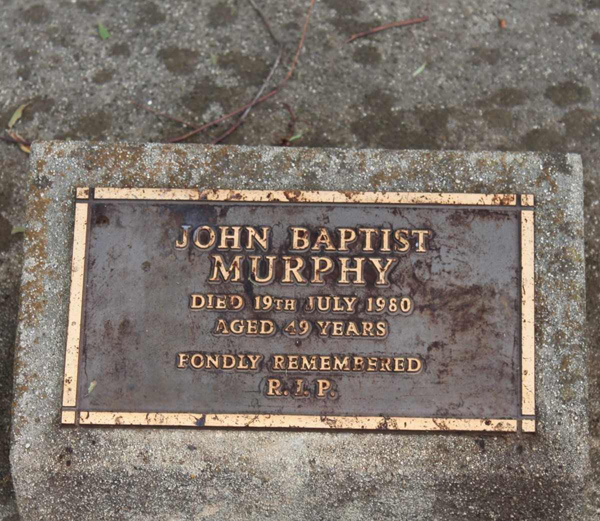 JOHN BAPTIST
MURPHY
DIED 19TH JULY 1980
AGED 49 YEARS
FONDLY REMEMBERED
R.I.P.